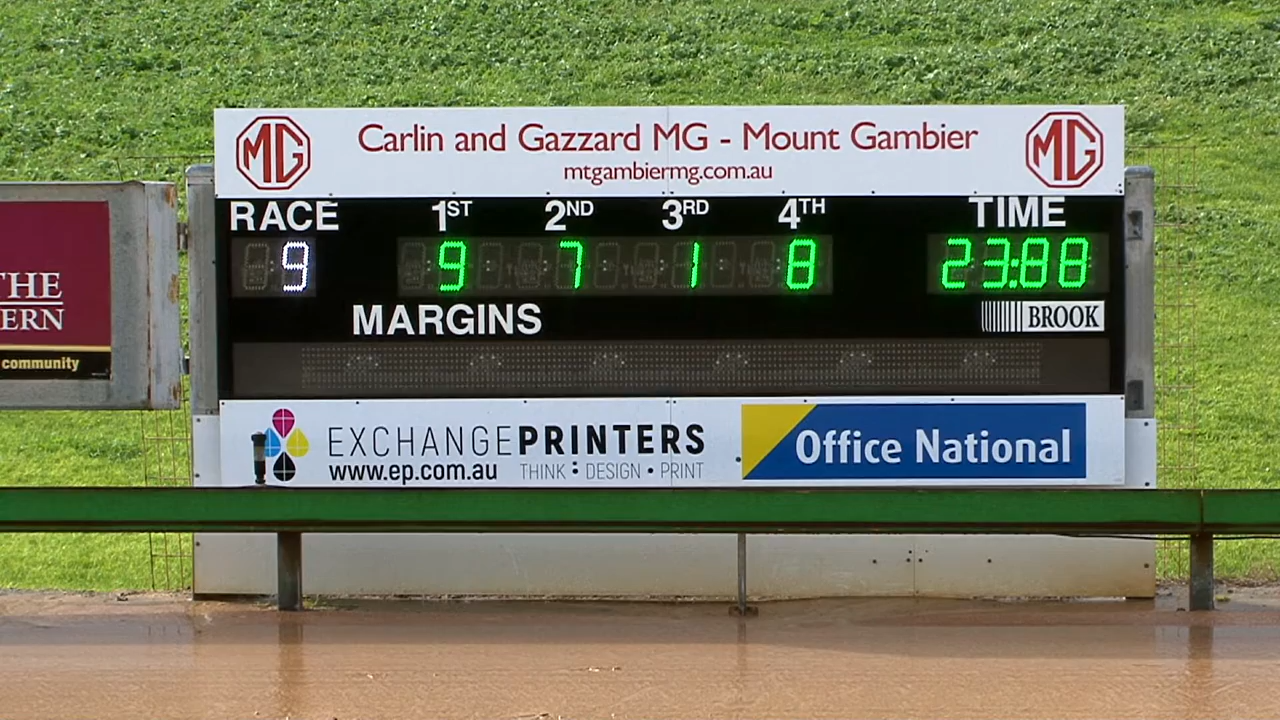 MG Carlin and Gazzard MG - Mount Gambier MG
mtgambiermg.com.au
RACE 1ST 2ND 3RD 4TH TIME
9 9 7 1 8 23:88
MARGINS BROOK
THE
ERN
community
EXCHANGEPRINTERS
www.ep.com.au THINK : DESIGN • PRINT
Office National